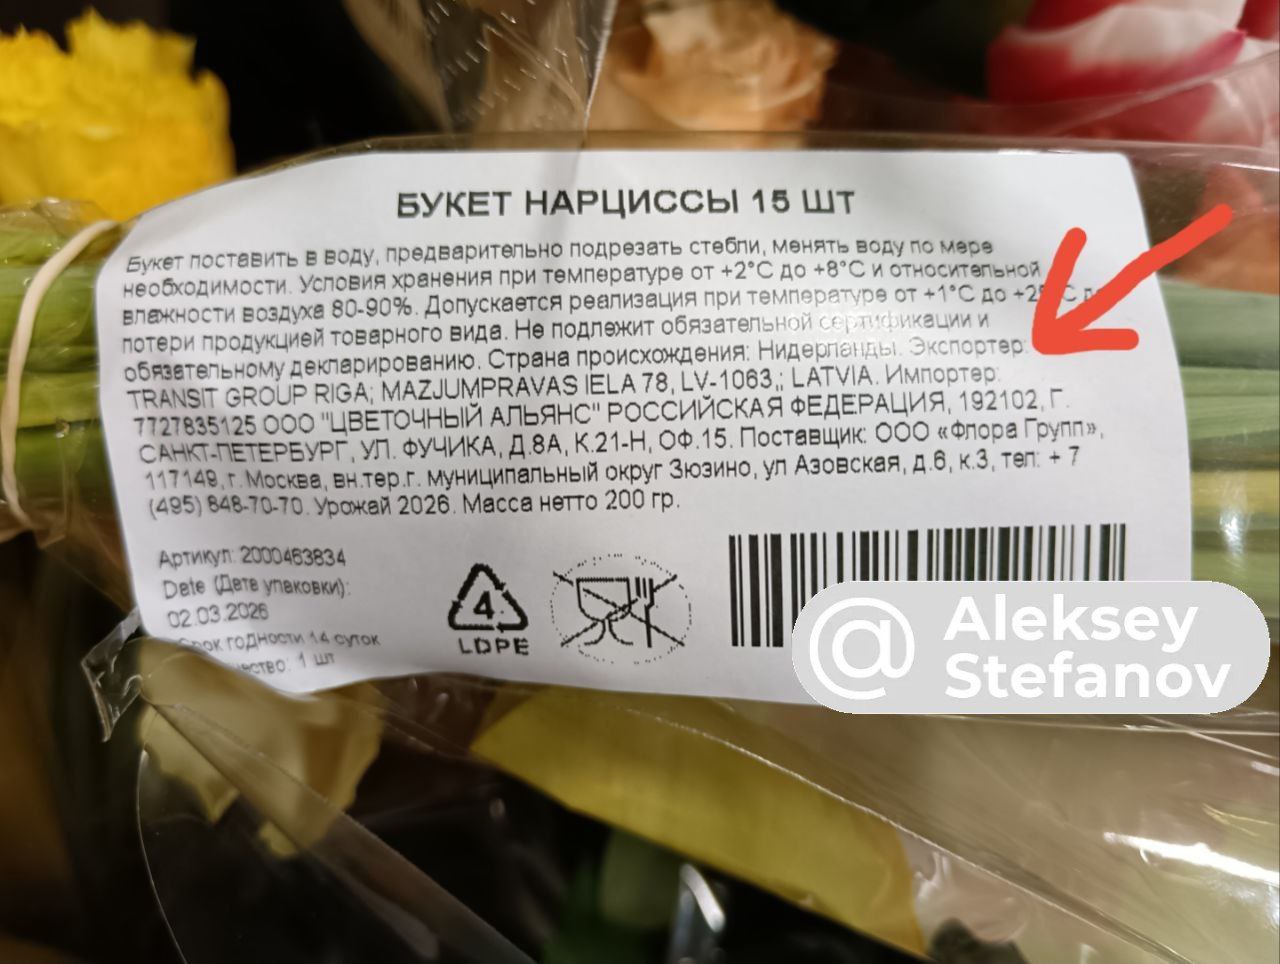 БУКЕТ НАРЦИССЫ 15 ШТ
Букет поставить в воду, предварительно подрезать стебли, менять воду по мере
необходимости. Условия хранения при температуре от +2°C до +8°C и относительной
влажности воздуха 80-90%. Допускается реализация при температуре от +1°C до
потери продукцией товарного вида. Не подлежит обязательной сертификации и
обязательному декларированию. Страна происхождения: Нидерланды. Экспортер:
TRANSIT GROUP RIGA; MAZJUMPRAVAS IELA 78, LV-1063,; LATVIA. Импортер:
7727835125 ООО "ЦВЕТОЧНЫЙ АЛЬЯНС" РОССИЙСКАЯ ФЕДЕРАЦИЯ, 192102, Г.
САНКТ-ПЕТЕРБУРГ, УЛ. ФУЧИКА, Д.8А, К.21-Н, ОФ.15. Поставщик: ООО «Флора Групп»,
117149, г. Москва, вн.тер.г. муниципальный округ Зюзино, ул Азовская, д.6, к.3, тел: + 7
(495) 848-70-70. Урожай 2026. Масса нетто 200 гр.
Артикул: 2000463834
Date (Дата упаковки):
02.03.2026
Срок годности 14 суток
1 шт
4
LDPE
@ Aleksey
Stefanov